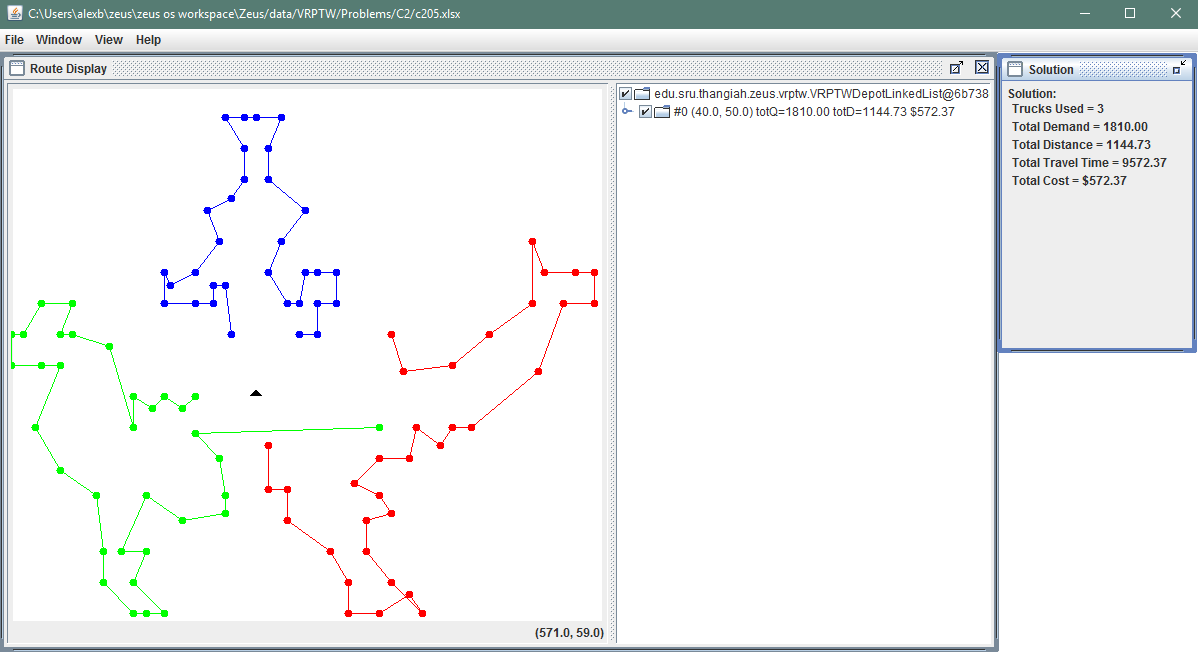 C:\Users\alexb\zeus\zeus os workspace\Zeus/data/VRPTW/Problems/C2/c205.xlsx
File Window View Help
Route Display
edu.sru.thangiah.zeus.vrptw.VRPTWDepotLinkedList@6b738
#0 (40.0, 50.0) totQ=1810.00 totD=1144.73 $572.37
(571.0, 59.0)
Solution
Solution:
Trucks Used = 3
Total Demand = 1810.00
Total Distance = 1144.73
Total Travel Time = 9572.37
Total Cost = $572.37